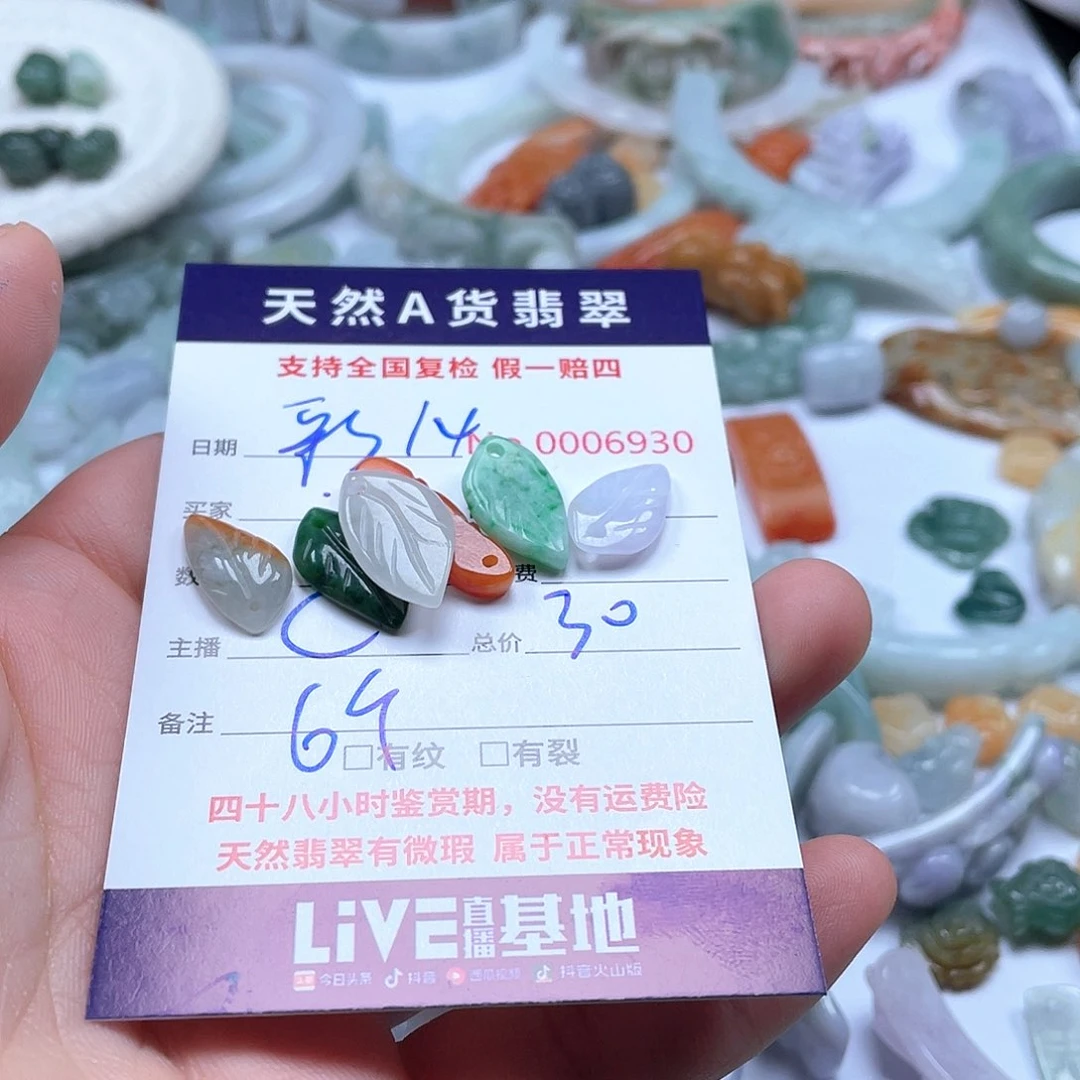 天然A货翡翠
支持全国复检 假一赔四
日期 彩 14 No.0006930
买家
数 费
主播 C 总价 30
备注 69
□有纹 □有裂
四十八小时鉴赏期，没有运费险
天然翡翠有微瑕 属于正常现象
LiVE直播基地
今日头条 抖音 西瓜视频 抖音火山版